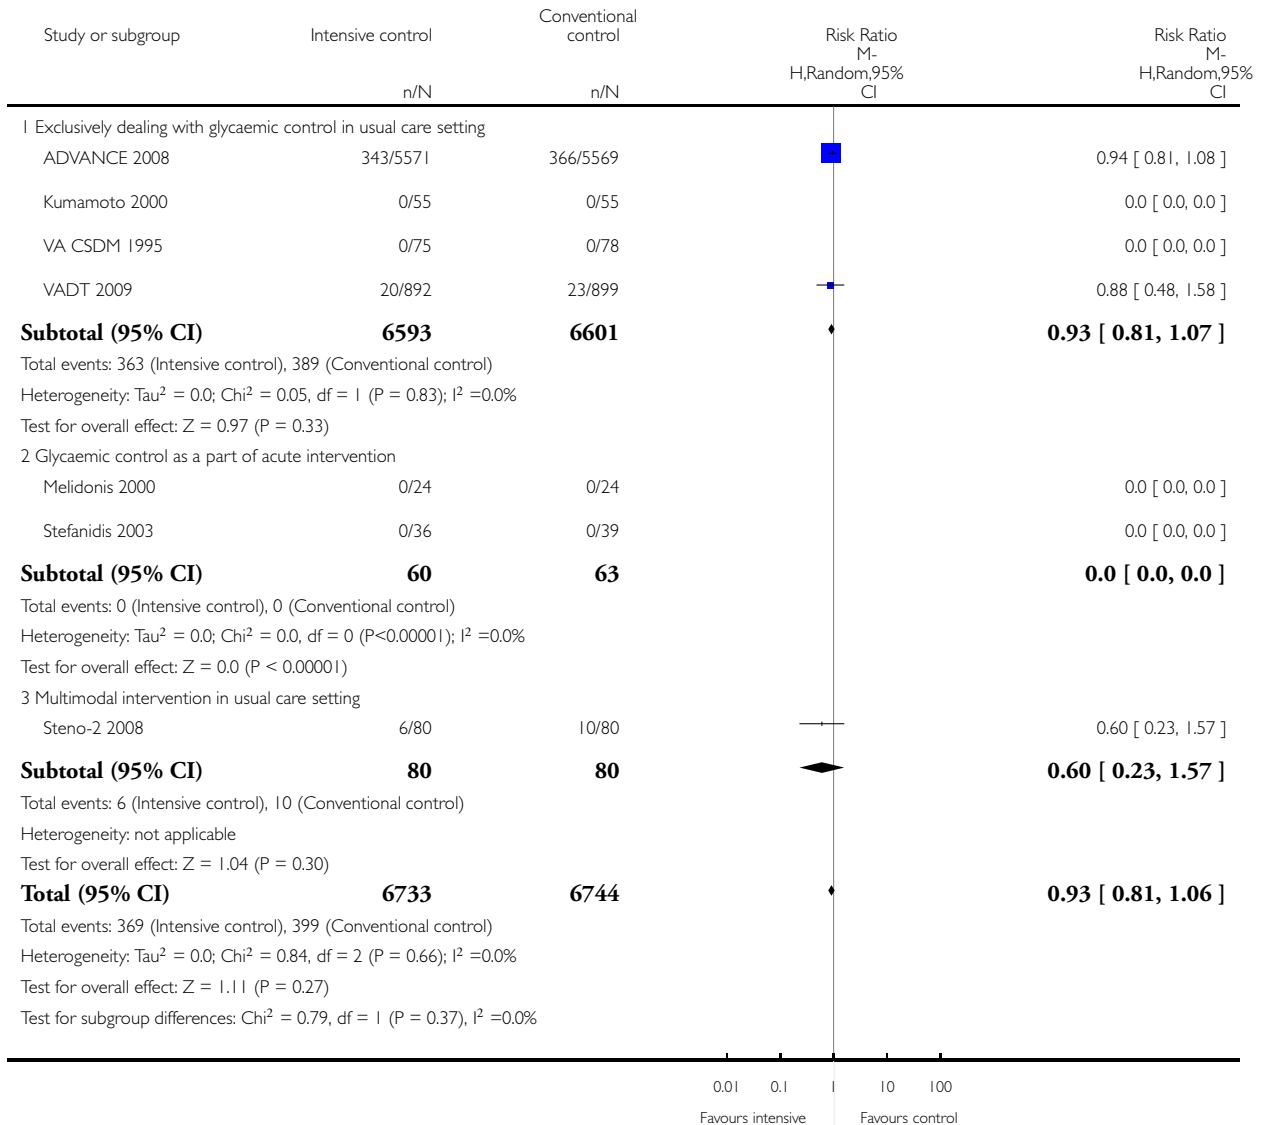 Study or subgroup Intensive control Conventional control Risk Ratio Risk Ratio
n/N n/N M-H,Random,95% CI M-H,Random,95% CI
1 Exclusively dealing with glycaemic control in usual care setting
ADVANCE 2008 343/5571 366/5569 0.94 [ 0.81, 1.08 ]
Kumamoto 2000 0/55 0/55 0.0 [ 0.0, 0.0 ]
VA CSDM 1995 0/75 0/78 0.0 [ 0.0, 0.0 ]
VADT 2009 20/892 23/899 0.88 [ 0.48, 1.58 ]
Subtotal (95% CI) 6593 6601 0.93 [ 0.81, 1.07 ]
Total events: 363 (Intensive control), 389 (Conventional control)
Heterogeneity: Tau² = 0.0; Chi² = 0.05, df = 1 (P = 0.83); I² =0.0%
Test for overall effect: Z = 0.97 (P = 0.33)
2 Glycaemic control as a part of acute intervention
Melidonis 2000 0/24 0/24 0.0 [ 0.0, 0.0 ]
Stefanidis 2003 0/36 0/39 0.0 [ 0.0, 0.0 ]
Subtotal (95% CI) 60 63 0.0 [ 0.0, 0.0 ]
Total events: 0 (Intensive control), 0 (Conventional control)
Heterogeneity: Tau² = 0.0; Chi² = 0.0, df = 0 (P<0.00001); I² =0.0%
Test for overall effect: Z = 0.0 (P < 0.00001)
3 Multimodal intervention in usual care setting
Steno-2 2008 6/80 10/80 0.60 [ 0.23, 1.57 ]
Subtotal (95% CI) 80 80 0.60 [ 0.23, 1.57 ]
Total events: 6 (Intensive control), 10 (Conventional control)
Heterogeneity: not applicable
Test for overall effect: Z = 1.04 (P = 0.30)
Total (95% CI) 6733 6744 0.93 [ 0.81, 1.06 ]
Total events: 369 (Intensive control), 399 (Conventional control)
Heterogeneity: Tau² = 0.0; Chi² = 0.84, df = 2 (P = 0.66); I² =0.0%
Test for overall effect: Z = 1.11 (P = 0.27)
Test for subgroup differences: Chi² = 0.79, df = 1 (P = 0.37), I² =0.0%
0.01 0.1 1 10 100
Favours intensive Favours control